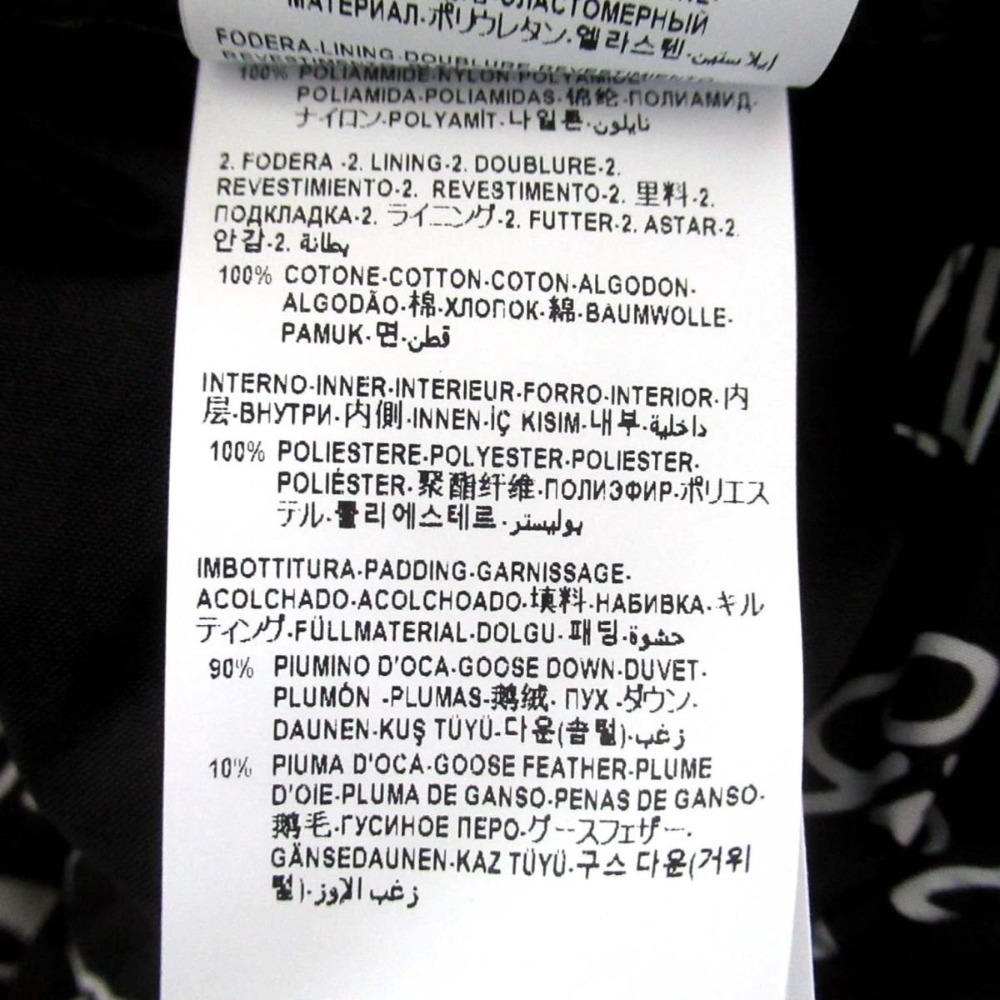 ЭЛАСТОМЕРНЫЙ
МАТЕРИАЛ·ポリウレタン·엘라스텐·ايلاستين
FODERA·LINING·DOUBLURE·REVESTIMIENTO
100% POLIAMMIDE·NYLON·POLYAMIDE·
POLIAMIDA·POLIAMIDAS·锦纶·ПОЛИАМИД·
ナイロン·POLYAMİT·나일론·نايلون
2. FODERA -2. LINING-2. DOUBLURE-2.
REVESTIMIENTO-2. REVESTIMENTO-2. 里料-2.
ПОДКЛАДКА-2. ライニング-2. FUTTER-2. ASTAR-2.
안감-2. بطانة
100% COTONE·COTTON·COTON·ALGODON·
ALGODÃO·棉·ХЛОПОК·綿·BAUMWOLLE·
PAMUK·면·قطن
INTERNO·INNER·INTERIEUR·FORRO·INTERIOR·内
层·ВНУТРИ·内側·INNEN·İÇ KISIM·내부·داخلية
100% POLIESTERE·POLYESTER·POLIESTER·
POLIÉSTER·聚酯纤维·ПОЛИЭФИР·ポリエス
テル·폴리에스테르·بوليستر
IMBOTTITURA·PADDING·GARNISSAGE·
ACOLCHADO·ACOLCHOADO·填料·НАБИВКА·キル
ティング·FÜLLMATERIAL·DOLGU·패딩·حشوة
90% PIUMINO D'OCA·GOOSE DOWN·DUVET·
PLUMÓN -PLUMAS·鹅绒· ПУХ -ダウン·
DAUNEN·KUŞ TÜYÜ·다운(솜털)·زغب
10% PIUMA D'OCA·GOOSE FEATHER·PLUME
D'OIE·PLUMA DE GANSO·PENAS DE GANSO·
鹅毛·ГУСИНОЕ ПЕРО·グースフェザー·
GÄNSEDAUNEN·KAZ TÜYÜ·구스 다운(거위
털)·زغب الإوز